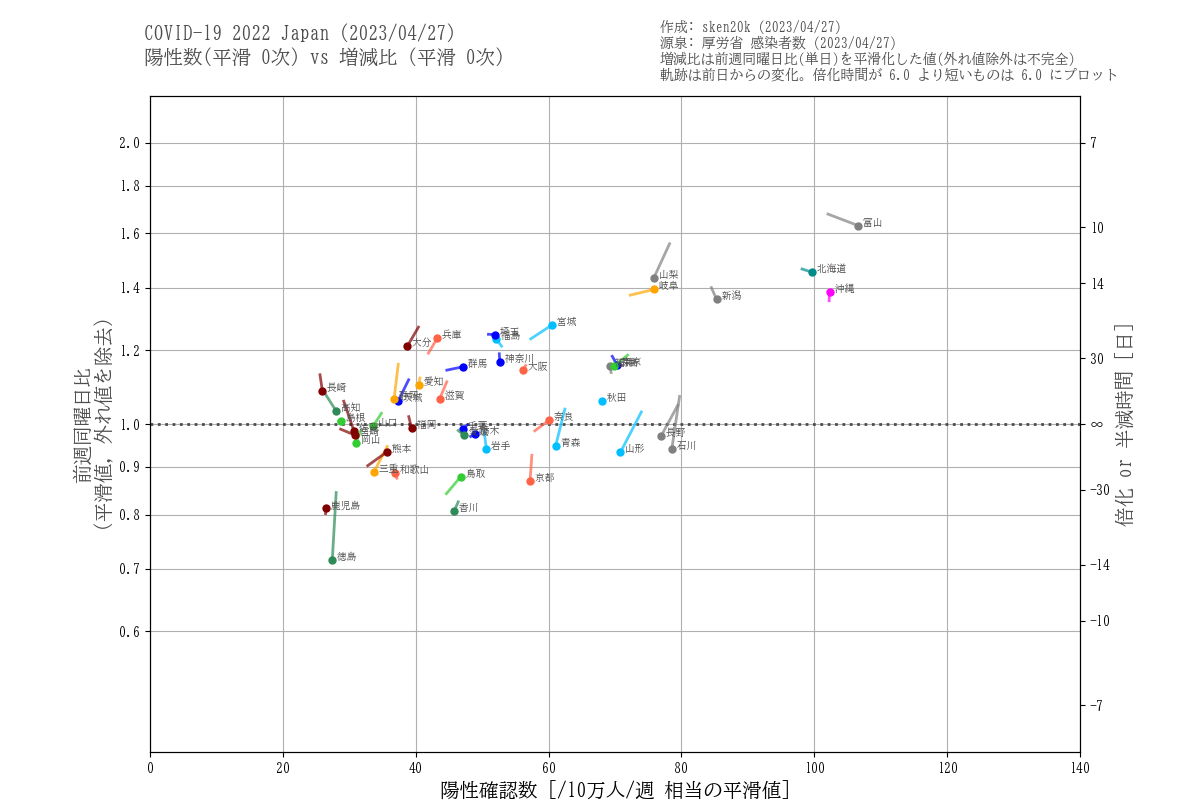 COVID-19 2022 Japan (2023/04/27)
陽性数(平滑 0次) vs 増減比 (平滑 0次)
作成: sken20k (2023/04/27)
源泉: 厚労省 感染者数 (2023/04/27)
増減比は前週同曜日比(単日)を平滑化した値(外れ値除外は不完全)
軌跡は前日からの変化。倍化時間が 6.0 より短いものは 6.0 にプロット
2.0
7
1.8
富山
1.6
10
北海道
山梨
14
岐阜
沖縄
1.4
新潟
宮城
埼玉
兵庫
福島
大分
1.2
神奈川
30
群馬
大阪
愛知
長崎
滋賀
茨城
秋田
高知
島根
奈良
山口
福岡
1.0
∞
栃木
長野
岡山
青森
岩手
熊本
山形
石川
0.9
三重
和歌山
鳥取
京都
-30
鹿児島
香川
0.8
徳島
0.7
-14
0.6
-10
-7
前週同曜日比
(平滑値, 外れ値を除去)
倍化 or 半減時間 [日]
0
20
40
60
80
100
120
140
陽性確認数 [/10万人/週 相当の平滑値]